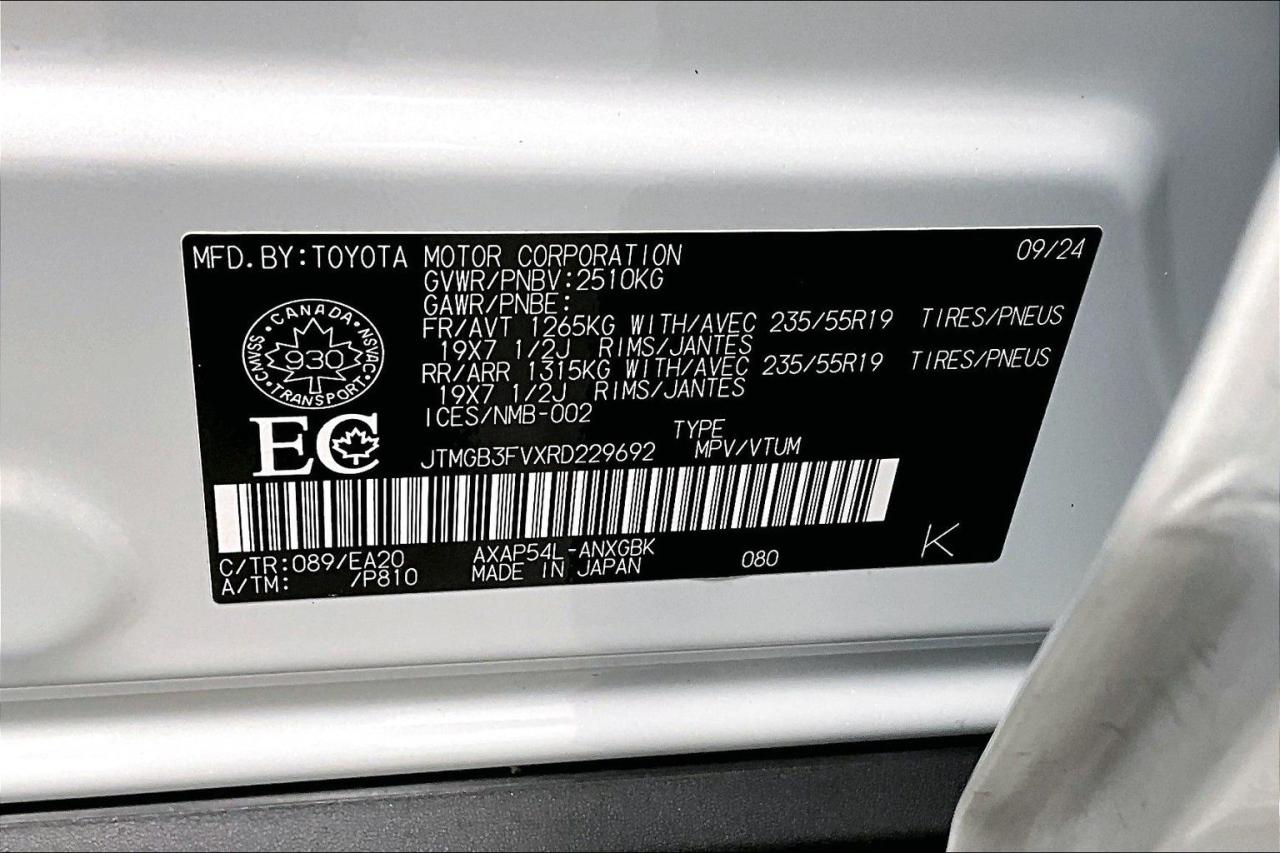 MFD. BY: TOYOTA MOTOR CORPORATION 09/24
GVWR/PNBV: 2510KG
GAWR/PNBE:
FR/AVT 1265KG WITH/AVEC 235/55R19 TIRES/PNEUS
19X7 1/2J RIMS/JANTES
RR/ARR 1315KG WITH/AVEC 235/55R19 TIRES/PNEUS
19X7 1/2J RIMS/JANTES
ICES/NMB-002
CANADA
CMVSS 930 NSVAC
TRANSPORT
EC
TYPE
JTMGB3FVXRD229692 MPV/VTUM
C/TR: 089/EA20 AXAP54L-ANXGBK 080 K
A/TM: /P810 MADE IN JAPAN